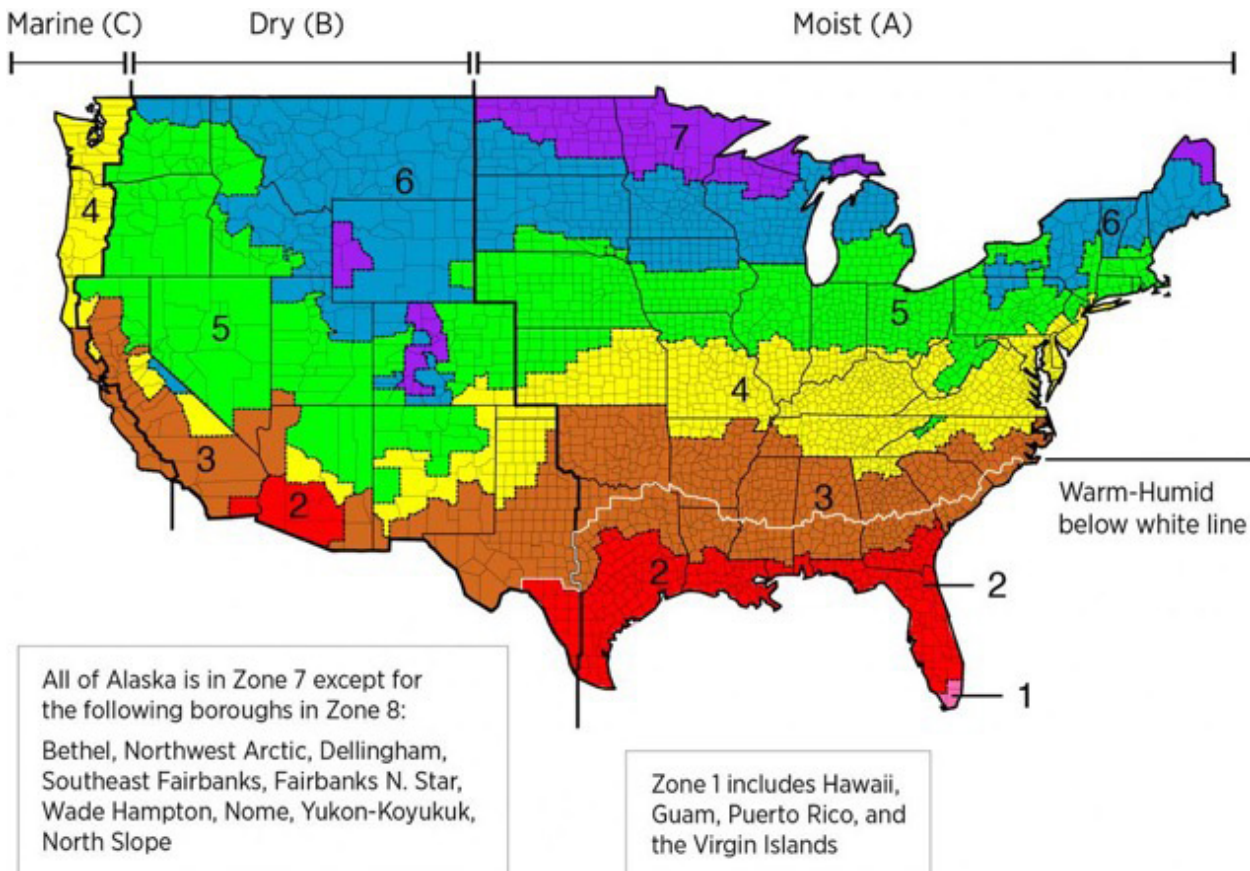 Marine (C)
Dry (B)
Moist (A)
7
6
4
6
5
5
4
3
3
2
2
2
1
Warm-Humid
below white line
All of Alaska is in Zone 7 except for
the following boroughs in Zone 8:
Bethel, Northwest Arctic, Dellingham,
Southeast Fairbanks, Fairbanks N. Star,
Wade Hampton, Nome, Yukon-Koyukuk,
North Slope
Zone 1 includes Hawaii,
Guam, Puerto Rico, and
the Virgin Islands